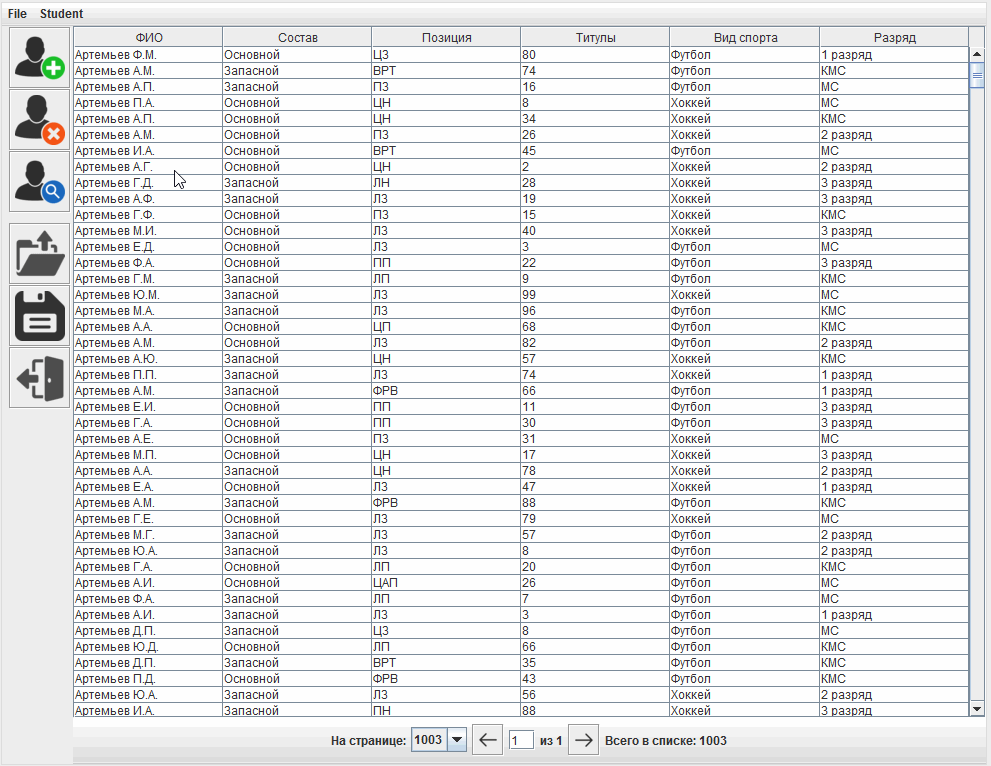 File Student
ФИО Состав Позиция Титулы Вид спорта Разряд
Артемьев Ф.М. Основной ЦЗ 80 Футбол 1 разряд
Артемьев А.М. Запасной ВРТ 74 Футбол КМС
Артемьев А.П. Запасной ПЗ 16 Футбол МС
Артемьев П.А. Основной ЦН 8 Хоккей МС
Артемьев А.П. Основной ЦН 34 Хоккей КМС
Артемьев А.М. Основной ПЗ 26 Хоккей 2 разряд
Артемьев И.А. Основной ВРТ 45 Футбол МС
Артемьев А.Г. Основной ЦН 2 Хоккей 2 разряд
Артемьев Г.Д. Запасной ЛН 28 Хоккей 3 разряд
Артемьев А.Ф. Запасной ЛЗ 19 Хоккей 3 разряд
Артемьев Г.Ф. Основной ПЗ 15 Хоккей КМС
Артемьев М.И. Основной ЛЗ 40 Хоккей 3 разряд
Артемьев Е.Д. Основной ЛЗ 3 Футбол МС
Артемьев Ф.А. Основной ПП 22 Футбол 3 разряд
Артемьев Г.М. Запасной ЛП 9 Футбол КМС
Артемьев Ю.М. Запасной ЛЗ 99 Хоккей МС
Артемьев М.А. Запасной ЛЗ 96 Футбол КМС
Артемьев А.А. Основной ЦП 68 Футбол КМС
Артемьев А.М. Основной ЛЗ 82 Футбол 2 разряд
Артемьев А.Ю. Запасной ЦН 57 Хоккей КМС
Артемьев П.П. Запасной ЛЗ 74 Хоккей 1 разряд
Артемьев А.М. Запасной ФРВ 66 Футбол 1 разряд
Артемьев Е.И. Основной ПП 11 Футбол 3 разряд
Артемьев Г.А. Основной ПП 30 Футбол 3 разряд
Артемьев А.Е. Основной ПЗ 31 Хоккей МС
Артемьев М.П. Основной ЦН 17 Хоккей 3 разряд
Артемьев А.А. Запасной ЦН 78 Хоккей 2 разряд
Артемьев Е.А. Основной ЛЗ 47 Хоккей 1 разряд
Артемьев А.М. Запасной ФРВ 88 Футбол КМС
Артемьев Г.Е. Основной ЛЗ 79 Хоккей МС
Артемьев М.Г. Запасной ЛЗ 57 Футбол 2 разряд
Артемьев Ю.А. Запасной ЛЗ 8 Футбол 2 разряд
Артемьев Г.А. Основной ЛП 20 Футбол КМС
Артемьев А.И. Запасной ЦАП 26 Футбол МС
Артемьев Ф.А. Запасной ЛП 7 Футбол МС
Артемьев А.И. Запасной ЛЗ 3 Футбол 1 разряд
Артемьев Д.П. Запасной ЦЗ 8 Футбол МС
Артемьев Ю.Д. Основной ЛП 66 Футбол КМС
Артемьев Д.П. Запасной ВРТ 35 Футбол КМС
Артемьев П.Д. Основной ФРВ 43 Футбол КМС
Артемьев Ю.А. Запасной ЛЗ 56 Хоккей 2 разряд
Артемьев И.А. Запасной ПН 88 Хоккей 3 разряд
На странице: 1003 1 из 1 Всего в списке: 1003